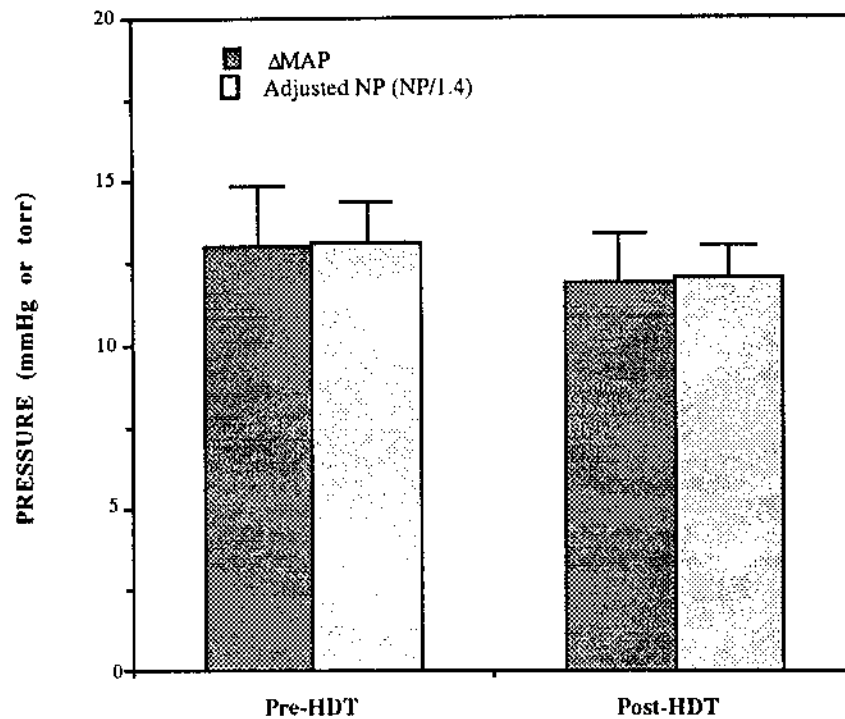 20
ΔMAP
Adjusted NP (NP/1.4)
15
PRESSURE (mmHg or torr)
10
5
0
Pre-HDT
Post-HDT